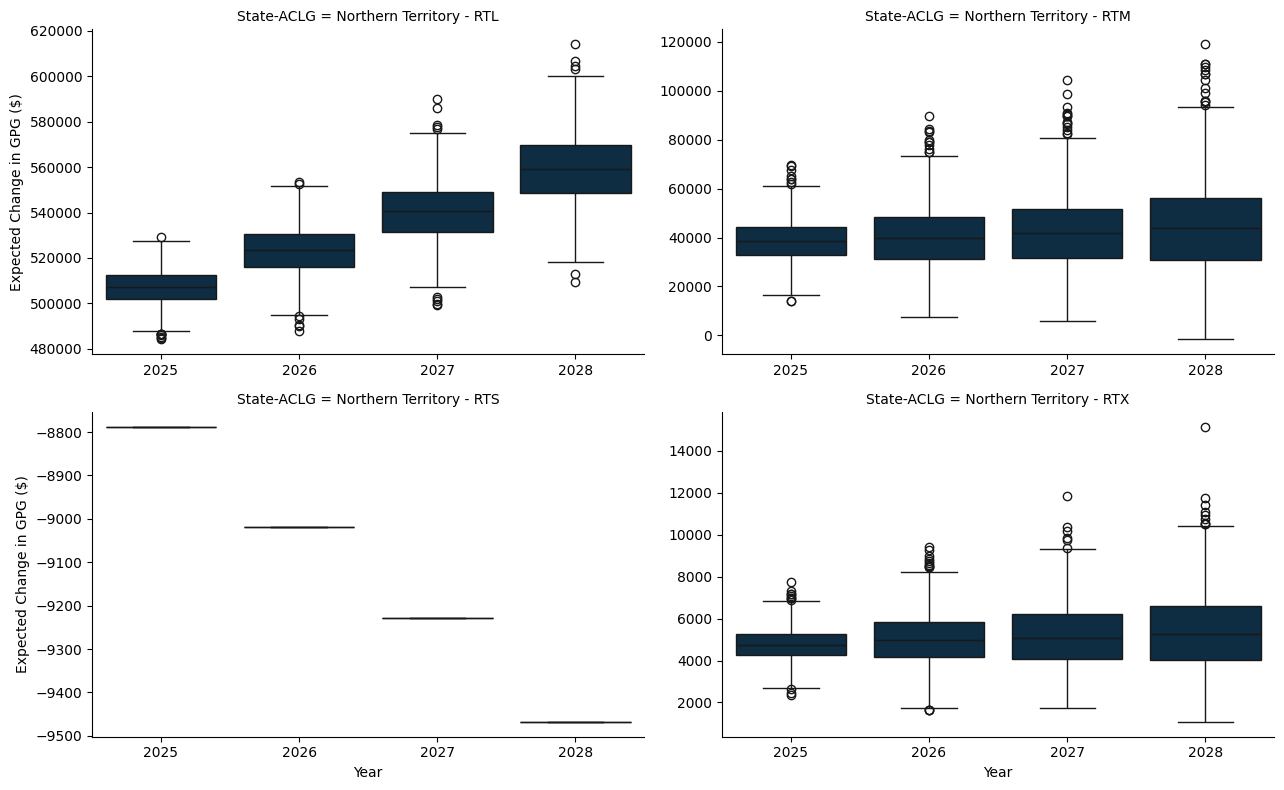 State-ACLG = Northern Territory - RTL
Expected Change in GPG ($)
620000
600000
580000
560000
540000
520000
500000
480000
2025 2026 2027 2028
State-ACLG = Northern Territory - RTM
120000
100000
80000
60000
40000
20000
0
2025 2026 2027 2028
State-ACLG = Northern Territory - RTS
Expected Change in GPG ($)
−8800
−8900
−9000
−9100
−9200
−9300
−9400
−9500
2025 2026 2027 2028
Year
State-ACLG = Northern Territory - RTX
14000
12000
10000
8000
6000
4000
2000
2025 2026 2027 2028
Year